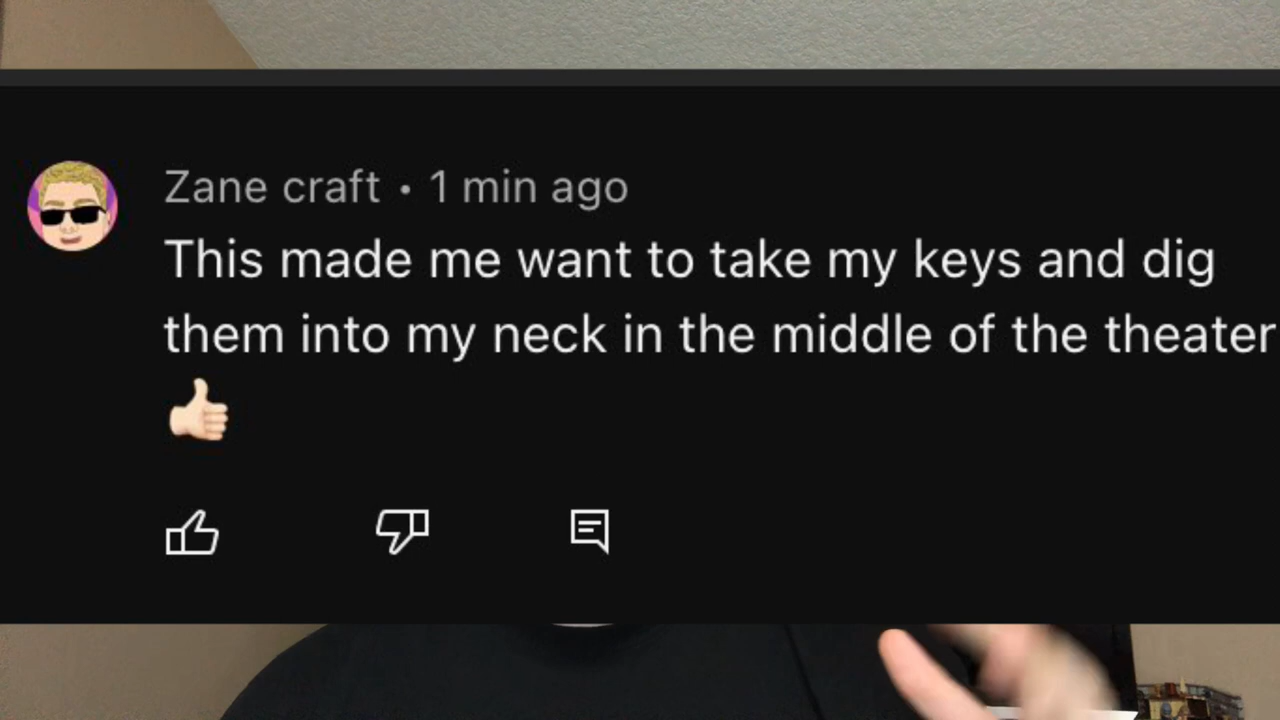 Zane craft • 1 min ago
This made me want to take my keys and dig
them into my neck in the middle of the theater
👍🏻